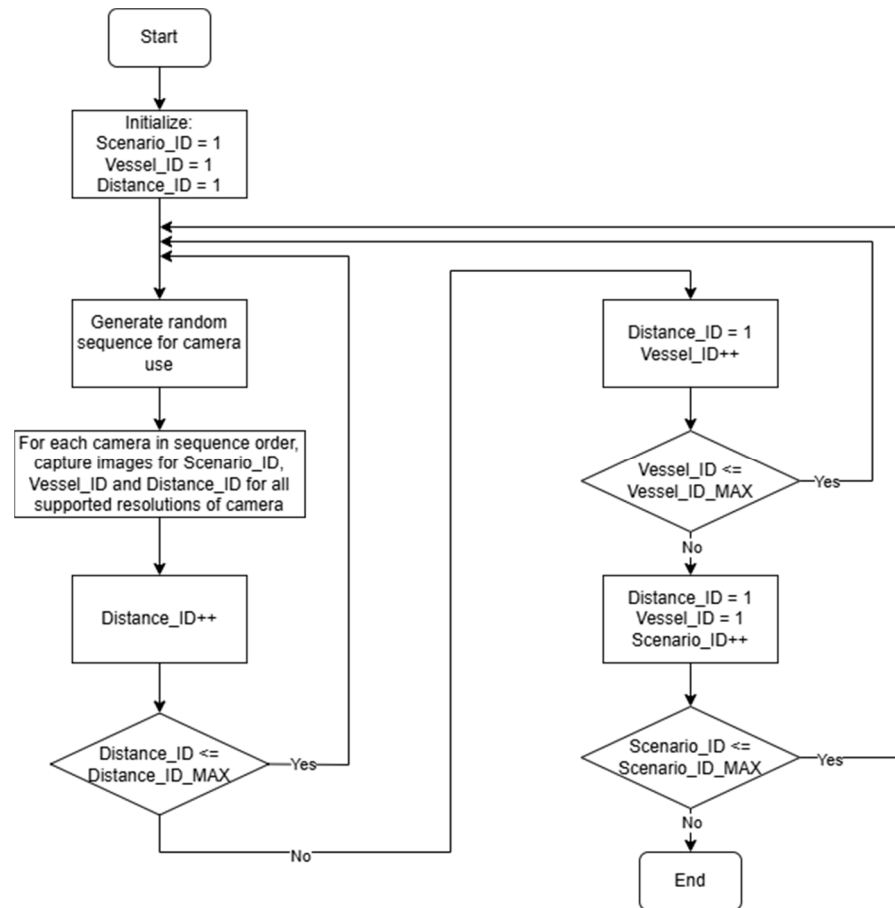 Start
Initialize:
Scenario_ID = 1
Vessel_ID = 1
Distance_ID = 1
Generate random
sequence for camera
use
For each camera in sequence order,
capture images for Scenario_ID,
Vessel_ID and Distance_ID for all
supported resolutions of camera
Distance_ID++
Distance_ID <=
Distance_ID_MAX
Yes
No
Distance_ID = 1
Vessel_ID++
Vessel_ID <=
Vessel_ID_MAX
Yes
No
Distance_ID = 1
Vessel_ID = 1
Scenario_ID++
Scenario_ID <=
Scenario_ID_MAX
Yes
No
End